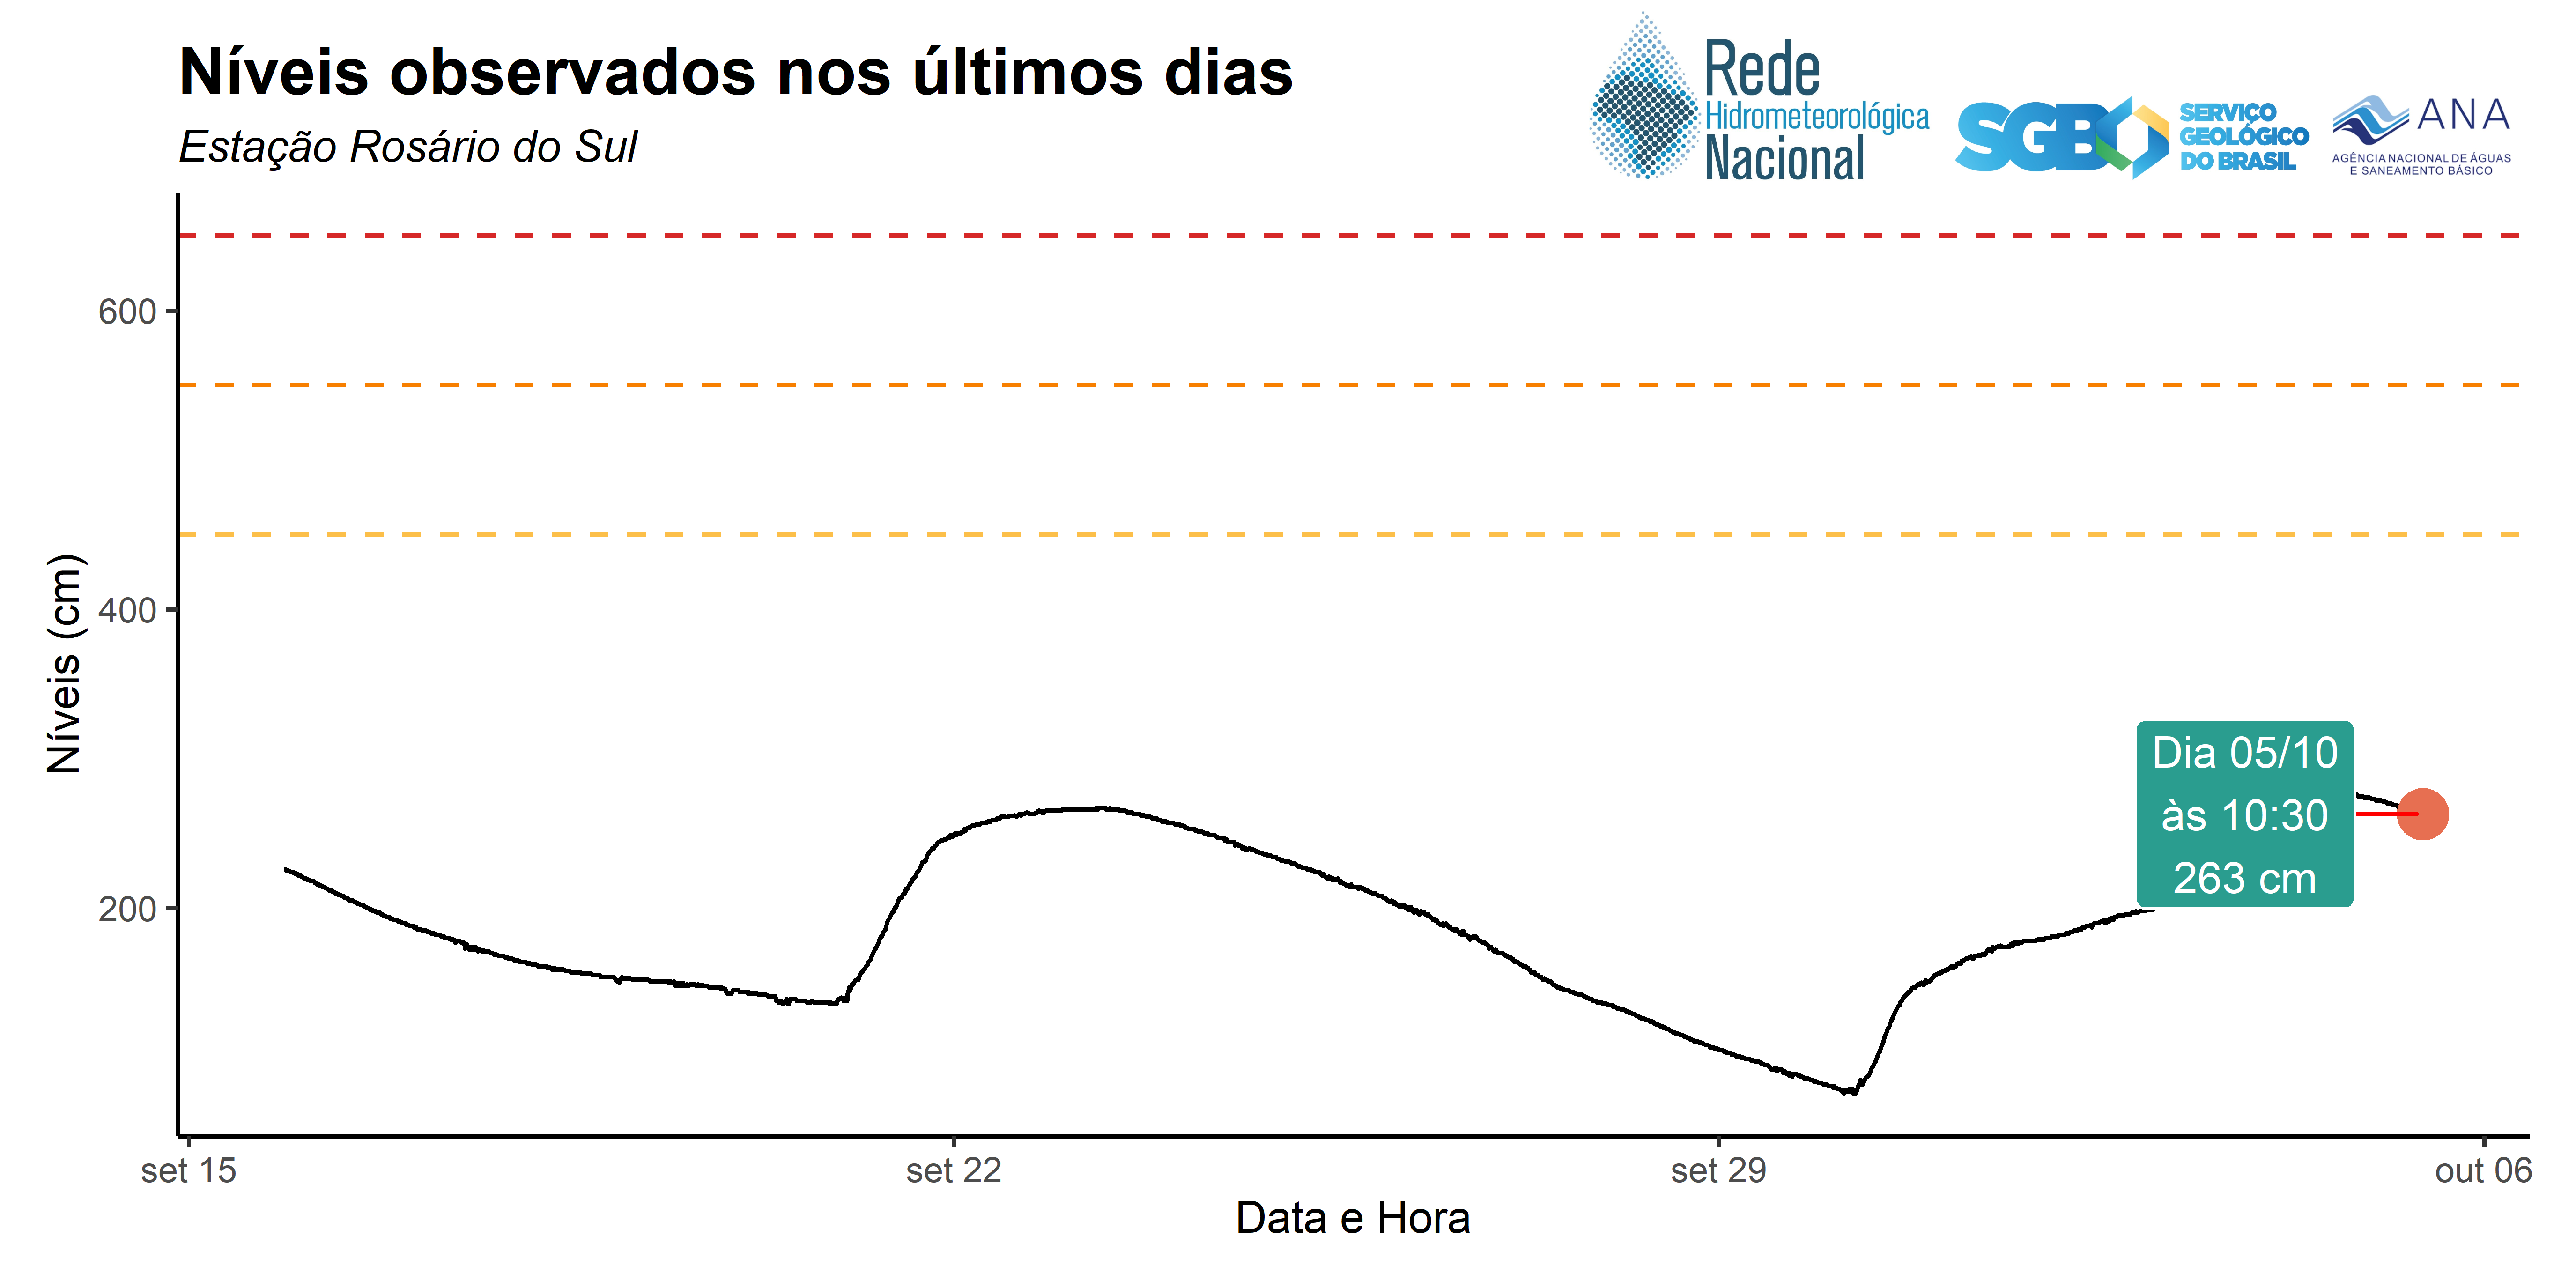 Níveis observados nos últimos dias
Estação Rosário do Sul
Rede
Hidrometeorológica
Nacional
SGB
SERVIÇO
GEOLÓGICO
DO BRASIL
ANA
AGÊNCIA NACIONAL DE ÁGUAS
E SANEAMENTO BÁSICO
Níveis (cm)
600
400
200
Dia 05/10
às 10:30
263 cm
set 15
set 22
set 29
out 06
Data e Hora